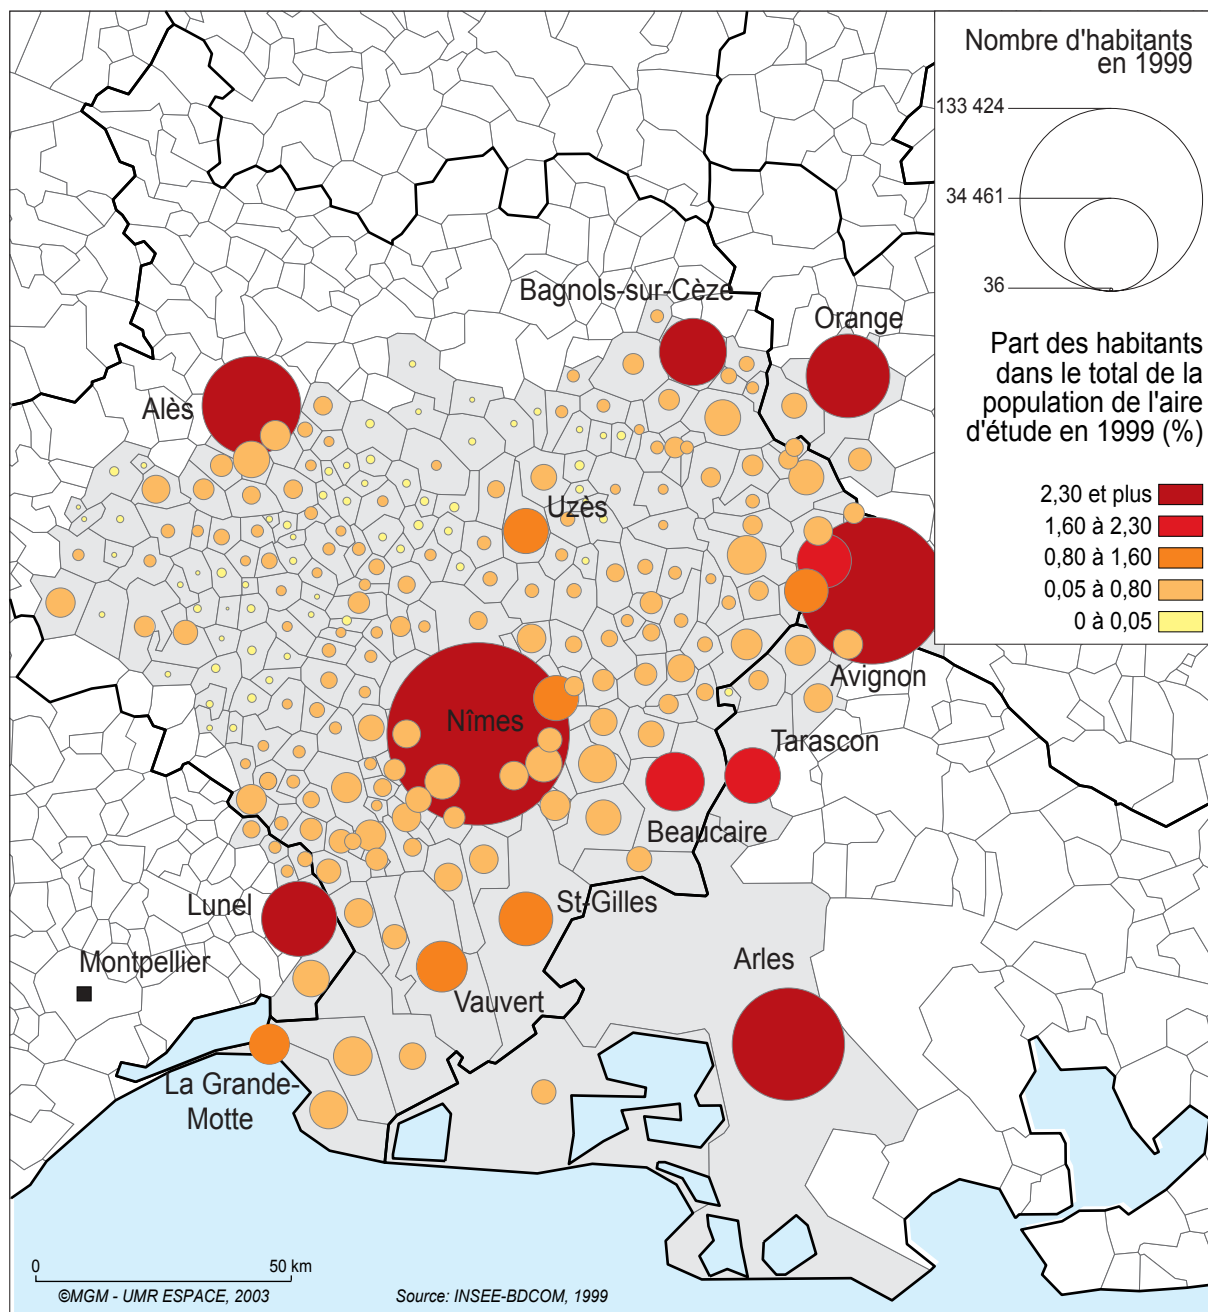 Nombre d'habitants
en 1999
133 424
34 461
36
Part des habitants
dans le total de la
population de l'aire
d'étude en 1999 (%)
2,30 et plus
1,60 à 2,30
0,80 à 1,60
0,05 à 0,80
0 à 0,05
Bagnols-sur-Cèze
Orange
Alès
Uzès
Avignon
Nîmes
Tarascon
Beaucaire
Lunel
St-Gilles
Montpellier
Arles
Vauvert
La Grande-
Motte
0
50 km
©MGM - UMR ESPACE, 2003
Source: INSEE-BDCOM, 1999